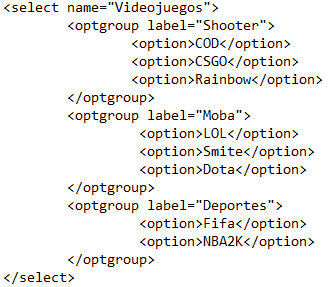 <select name="Videojuegos">
<optgroup label="Shooter">
<option>COD</option>
<option>CSGO</option>
<option>Rainbow</option>
</optgroup>
<optgroup label="Moba">
<option>LOL</option>
<option>Smite</option>
<option>Dota</option>
</optgroup>
<optgroup label="Deportes">
<option>Fifa</option>
<option>NBA2K</option>
</optgroup>
</select>